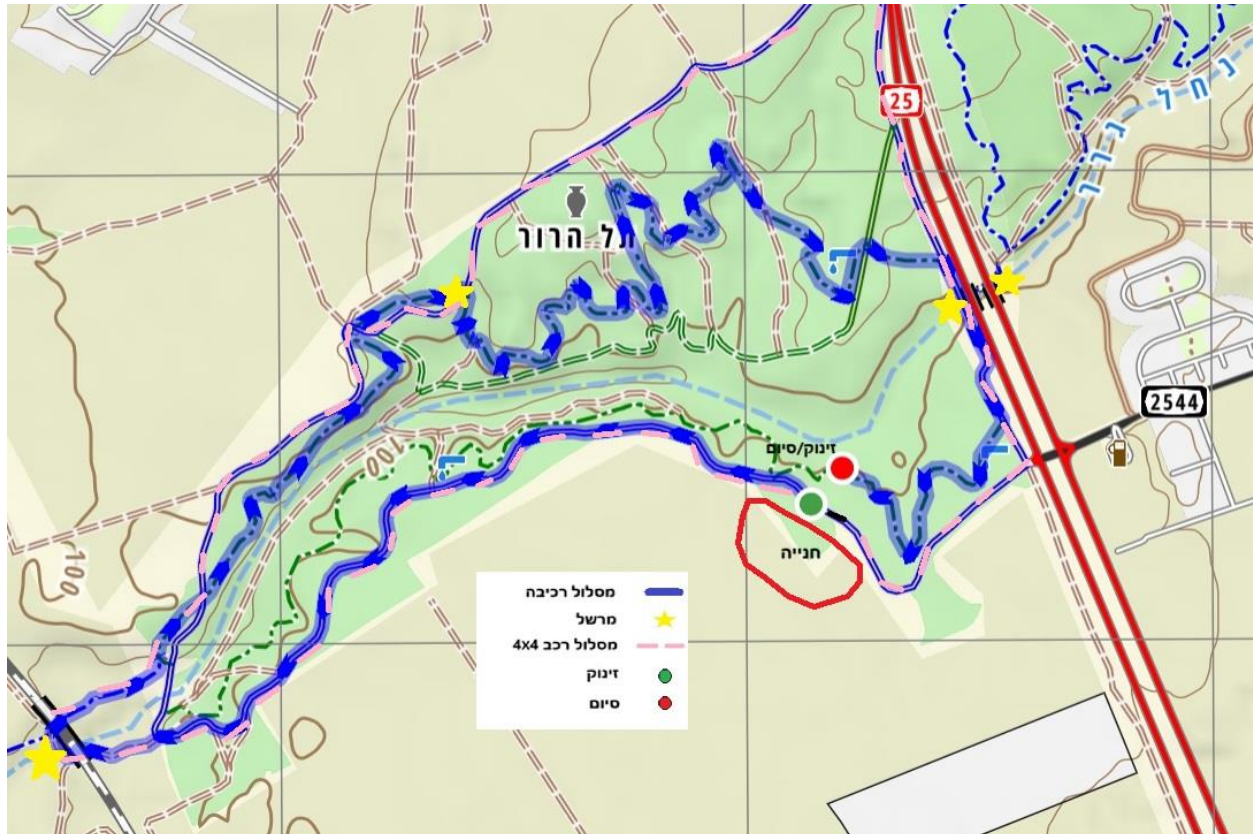 25
נחל גרר
תל הרור
2544
100
זינוק/סיום
חנייה
100
מסלול רכיבה
מרשל
מסלול רכב 4x4
זינוק
סיום